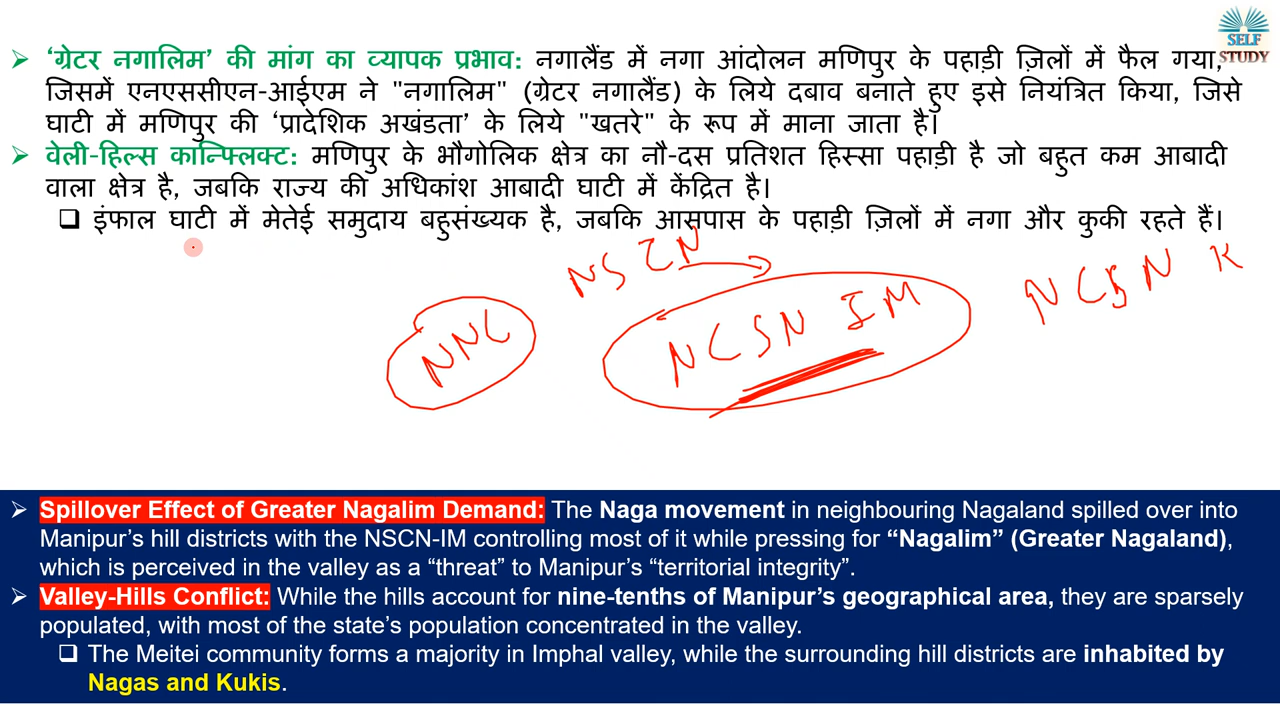 SELF
STUDY
➢ ‘ग्रेटर नगालिम’ की मांग का व्यापक प्रभाव: नगालैंड में नगा आंदोलन मणिपुर के पहाड़ी ज़िलों में फैल गया,
जिसमें एनएससीएन-आईएम ने "नगालिम" (ग्रेटर नगालैंड) के लिये दबाव बनाते हुए इसे नियंत्रित किया, जिसे
घाटी में मणिपुर की ‘प्रादेशिक अखंडता’ के लिये "खतरे" के रूप में माना जाता है।
➢ वेली-हिल्स कान्फ्लिक्ट: मणिपुर के भौगोलिक क्षेत्र का नौ-दस प्रतिशत हिस्सा पहाड़ी है जो बहुत कम आबादी
वाला क्षेत्र है, जबकि राज्य की अधिकांश आबादी घाटी में केंद्रित है।
❑ इंफाल घाटी में मेतेई समुदाय बहुसंख्यक है, जबकि आसपास के पहाड़ी ज़िलों में नगा और कुकी रहते हैं।
NSCN
NNC
NCSN IM
NCSN K
➢ Spillover Effect of Greater Nagalim Demand: The Naga movement in neighbouring Nagaland spilled over into
Manipur’s hill districts with the NSCN-IM controlling most of it while pressing for “Nagalim” (Greater Nagaland),
which is perceived in the valley as a “threat” to Manipur’s “territorial integrity”.
➢ Valley-Hills Conflict: While the hills account for nine-tenths of Manipur’s geographical area, they are sparsely
populated, with most of the state’s population concentrated in the valley.
❑ The Meitei community forms a majority in Imphal valley, while the surrounding hill districts are inhabited by
Nagas and Kukis.